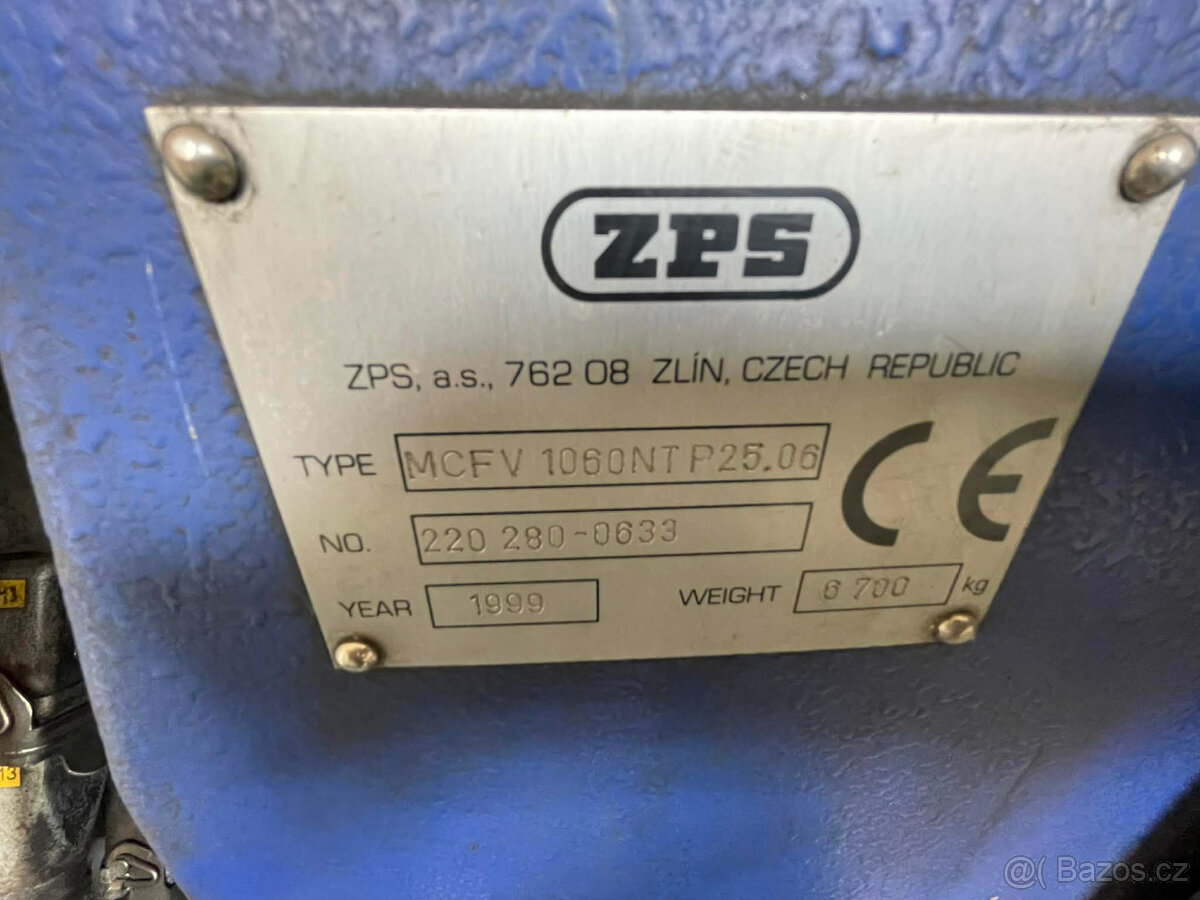 ZPS
ZPS, a.s., 762 08 ZLÍN, CZECH REPUBLIC
TYPE MCFV 1060NT P25.06
CE
NO. 220 280-0633
YEAR 1999 WEIGHT 6 700 kg
13
@( Bazos.cz